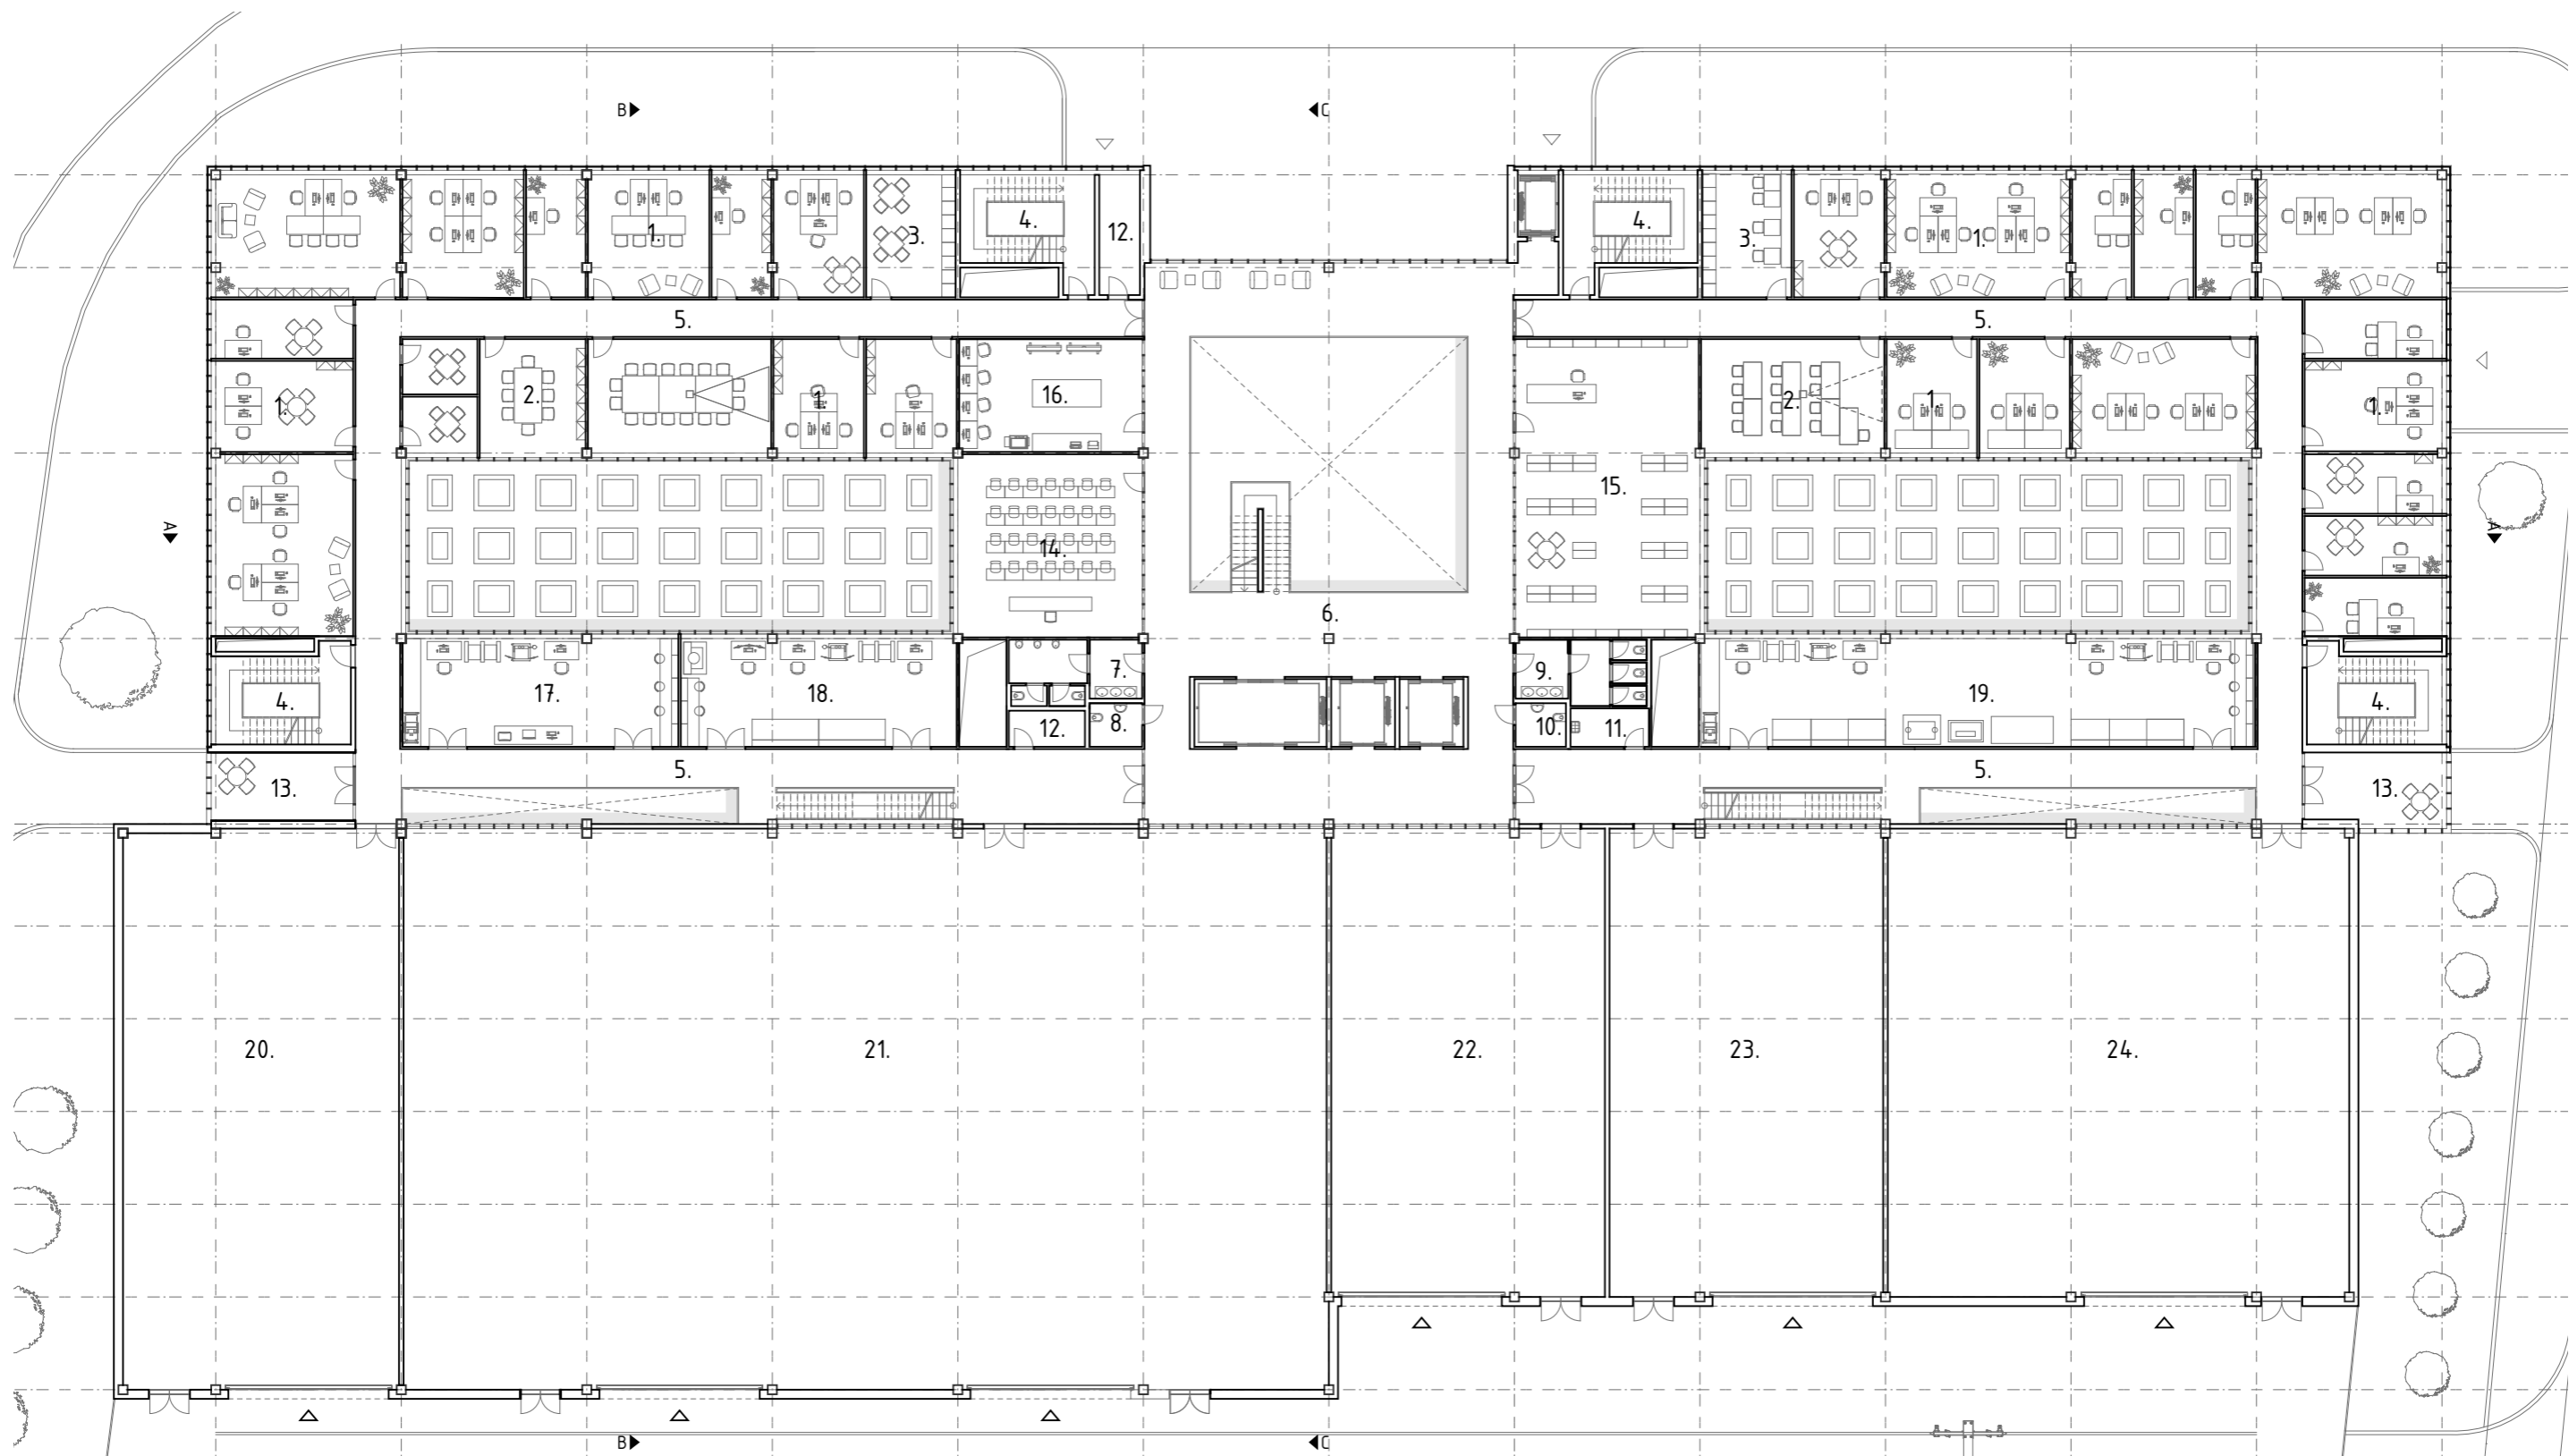 B C
4. 12. 4.
1. 3. 3. 1.
5. 5.
1. 2. 1. 16. 2. 1. 1.
15.
A A
14.
6.
17. 18. 7. 9. 19.
4. 12. 8. 10. 11. 4.
5. 5.
13. 13.
20. 21. 22. 23. 24.
B C